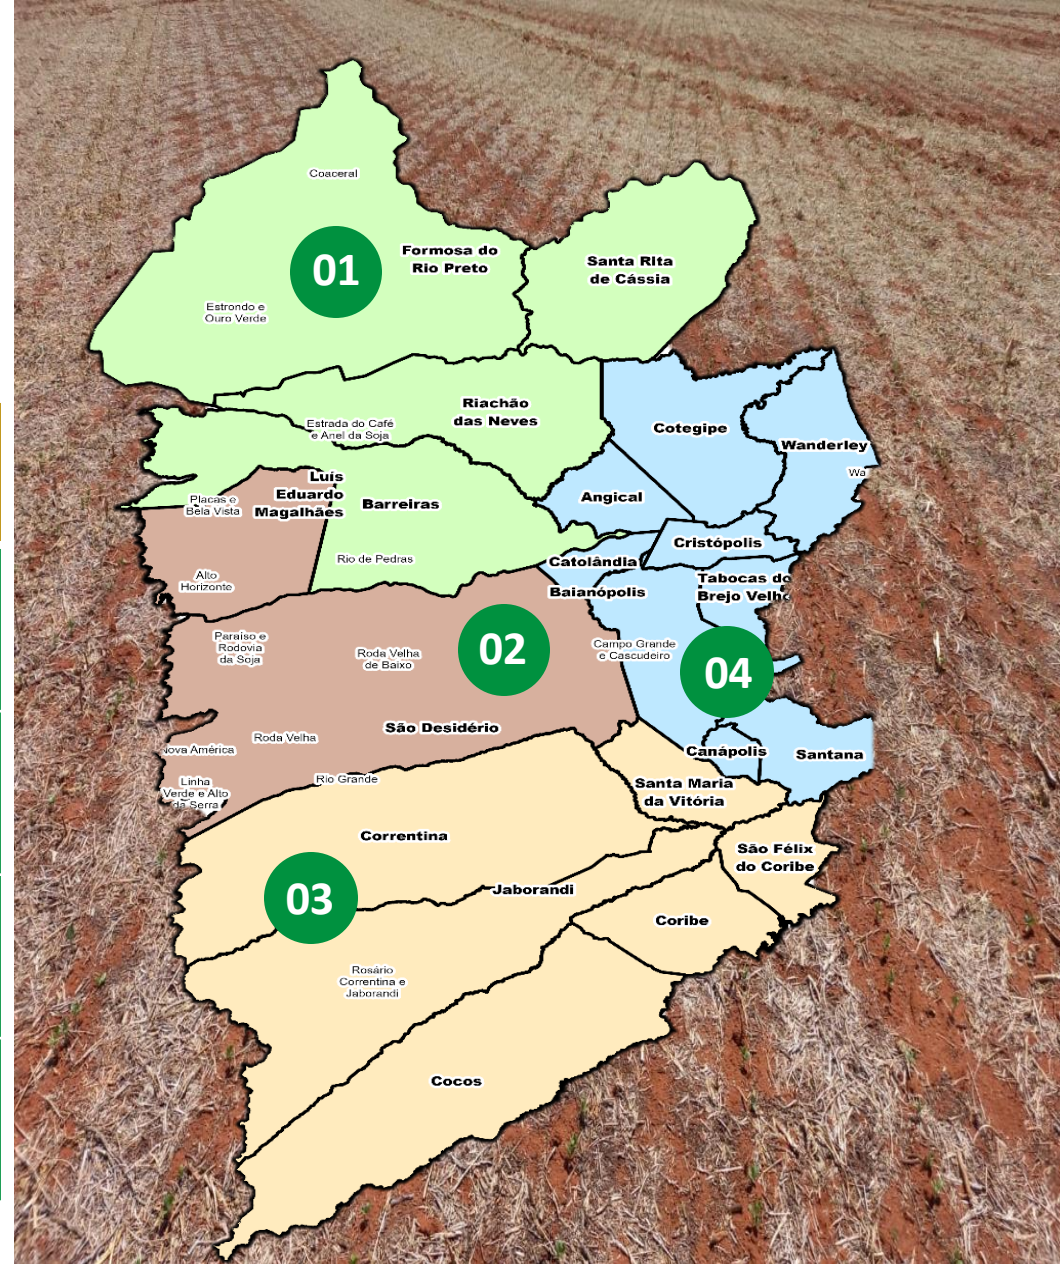 Coaceral
Formosa do
Rio Preto
01
Santa Rita
de Cássia
Estrondo e
Ouro Verde
Riachão
das Neves
Estrada do Café
e Anel da Soja
Cotegipe
Wanderley
Wa
Luís
Eduardo
Magalhães
Placas e
Bela Vista
Barreiras
Angical
Cristópolis
Rio de Pedras
Catolândia
Alto
Horizonte
Baianópolis
Tabocas do
Brejo Velho
Paraíso e
Rodovia
da Soja
Roda Velha
de Baixo
02
Campo Grande
e Cascudeiro
04
São Desidério
Roda Velha
Nova América
Canápolis
Santana
Rio Grande
Linha
Verde e Alto
da Serra
Santa Maria
da Vitória
Correntina
São Félix
do Coribe
Jaborandi
03
Coribe
Rosário
Correntina e
Jaborandi
Cocos